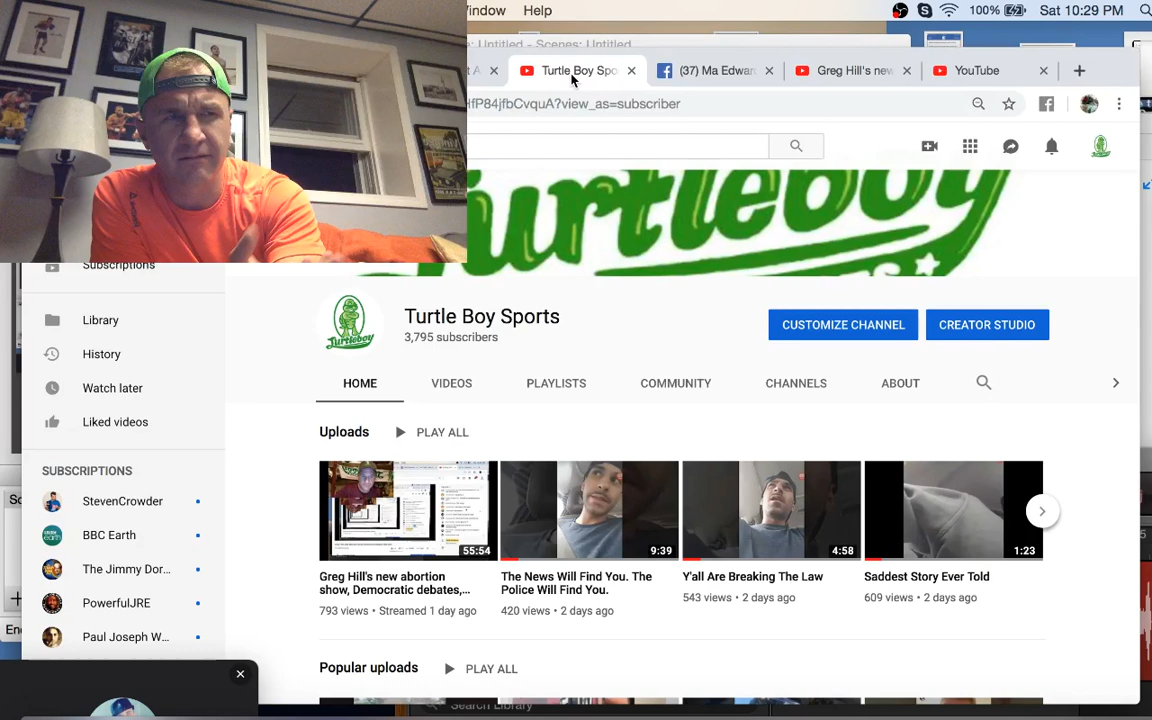 Window Help
100% Sat 10:29 PM
: Untitled - Scenes: Untitled
t A Turtle Boy Spo (37) Ma Edwar Greg Hill's new YouTube
HfP84jfbCvquA?view_as=subscriber
Turtleboy
Subscriptions
Library
History
Watch later
Liked videos
SUBSCRIPTIONS
StevenCrowder
BBC Earth
The Jimmy Dor...
PowerfulJRE
Paul Joseph W...
Turtleboy
Turtle Boy Sports
3,795 subscribers
CUSTOMIZE CHANNEL
CREATOR STUDIO
HOME VIDEOS PLAYLISTS COMMUNITY CHANNELS ABOUT
Uploads PLAY ALL
55:54
Greg Hill's new abortion
show, Democratic debates,...
793 views • Streamed 1 day ago
9:39
The News Will Find You. The
Police Will Find You.
420 views • 2 days ago
4:58
Y'all Are Breaking The Law
543 views • 2 days ago
1:23
Saddest Story Ever Told
609 views • 2 days ago
Popular uploads PLAY ALL
Search Library